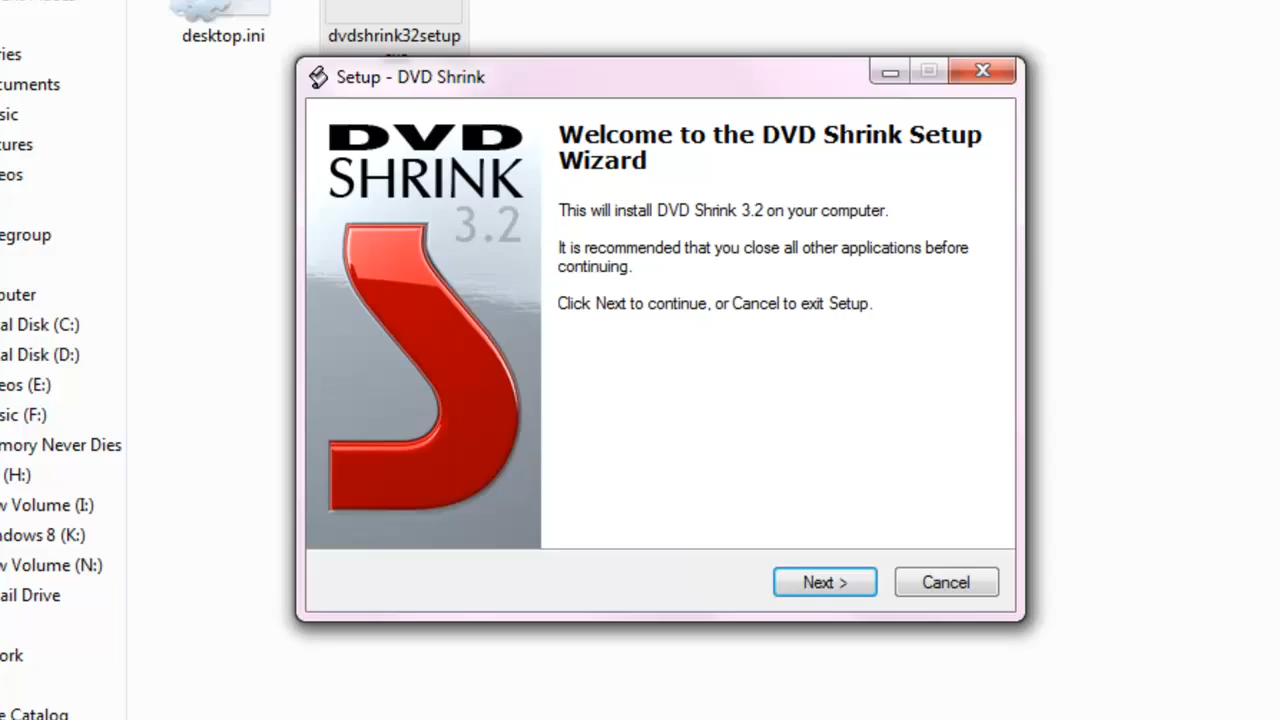 desktop.ini
dvdshrink32setup
ies
cuments
sic
tures
eos
egroup
puter
al Disk (C:)
al Disk (D:)
eos (E:)
sic (F:)
mory Never Dies
(H:)
w Volume (I:)
ndows 8 (K:)
w Volume (N:)
ail Drive
ork
e Catalog
Setup - DVD Shrink
DVD
SHRINK
3.2
Welcome to the DVD Shrink Setup
Wizard
This will install DVD Shrink 3.2 on your computer.
It is recommended that you close all other applications before
continuing.
Click Next to continue, or Cancel to exit Setup.
Next >
Cancel